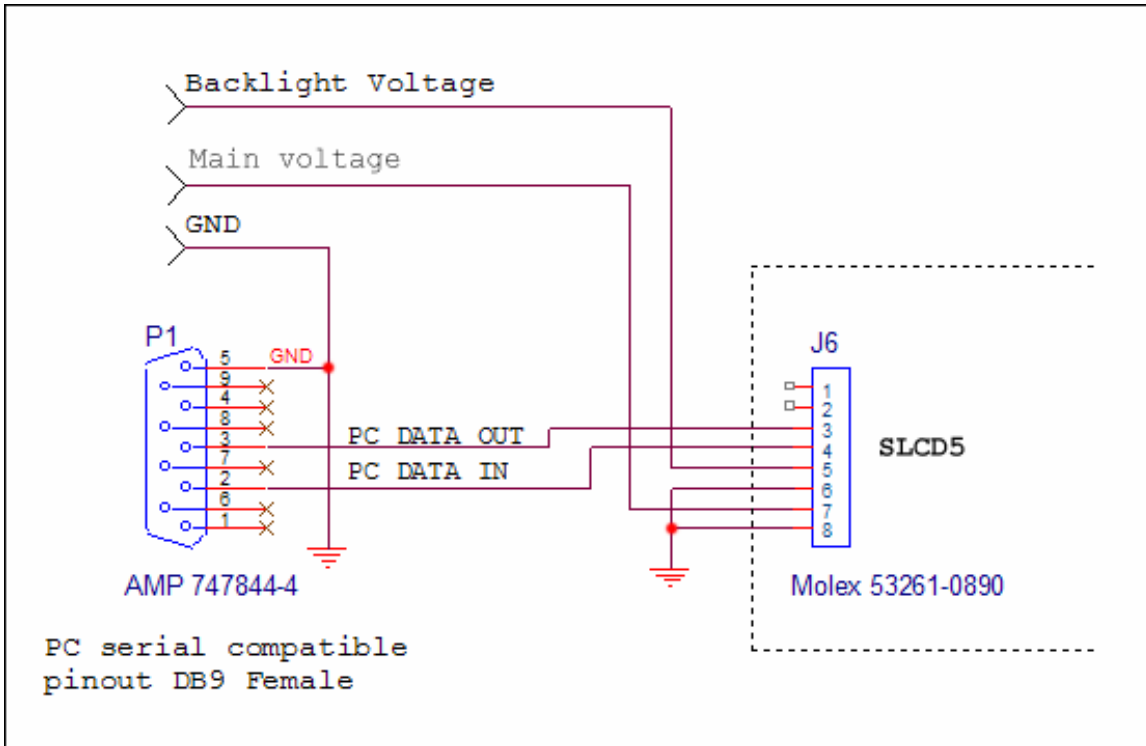 Backlight Voltage
Main voltage
GND
P1
5
GND
9
4
8
3
PC DATA OUT
7
PC DATA IN
2
6
1
AMP 747844-4
PC serial compatible
pinout DB9 Female
J6
1
2
3
4
5
6
7
8
SLCD5
Molex 53261-0890